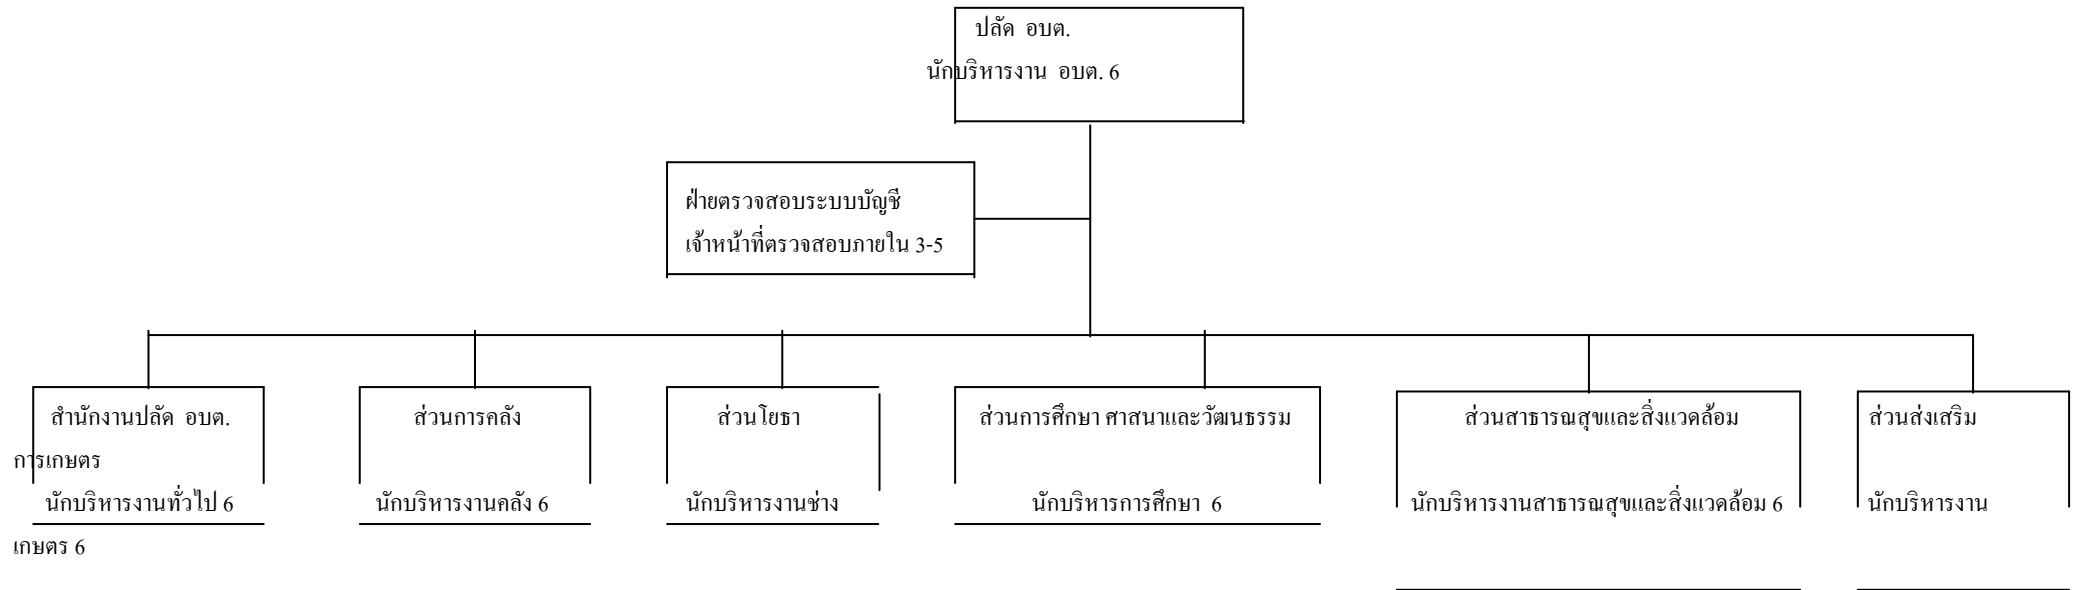 ปลัด อบต.
นักบริหารงาน อบต. 6
ฝ่ายตรวจสอบระบบบัญชี
เจ้าหน้าที่ตรวจสอบภายใน 3-5
สำนักงานปลัด อบต. ส่วนการคลัง ส่วนโยธา ส่วนการศึกษา ศาสนาและวัฒนธรรม ส่วนสาธารณสุขและสิ่งแวดล้อม ส่วนส่งเสริม
การเกษตร
นักบริหารงานทั่วไป 6 นักบริหารงานคลัง 6 นักบริหารงานช่าง นักบริหารการศึกษา 6 นักบริหารงานสาธารณสุขและสิ่งแวดล้อม 6 นักบริหารงาน
เกษตร 6